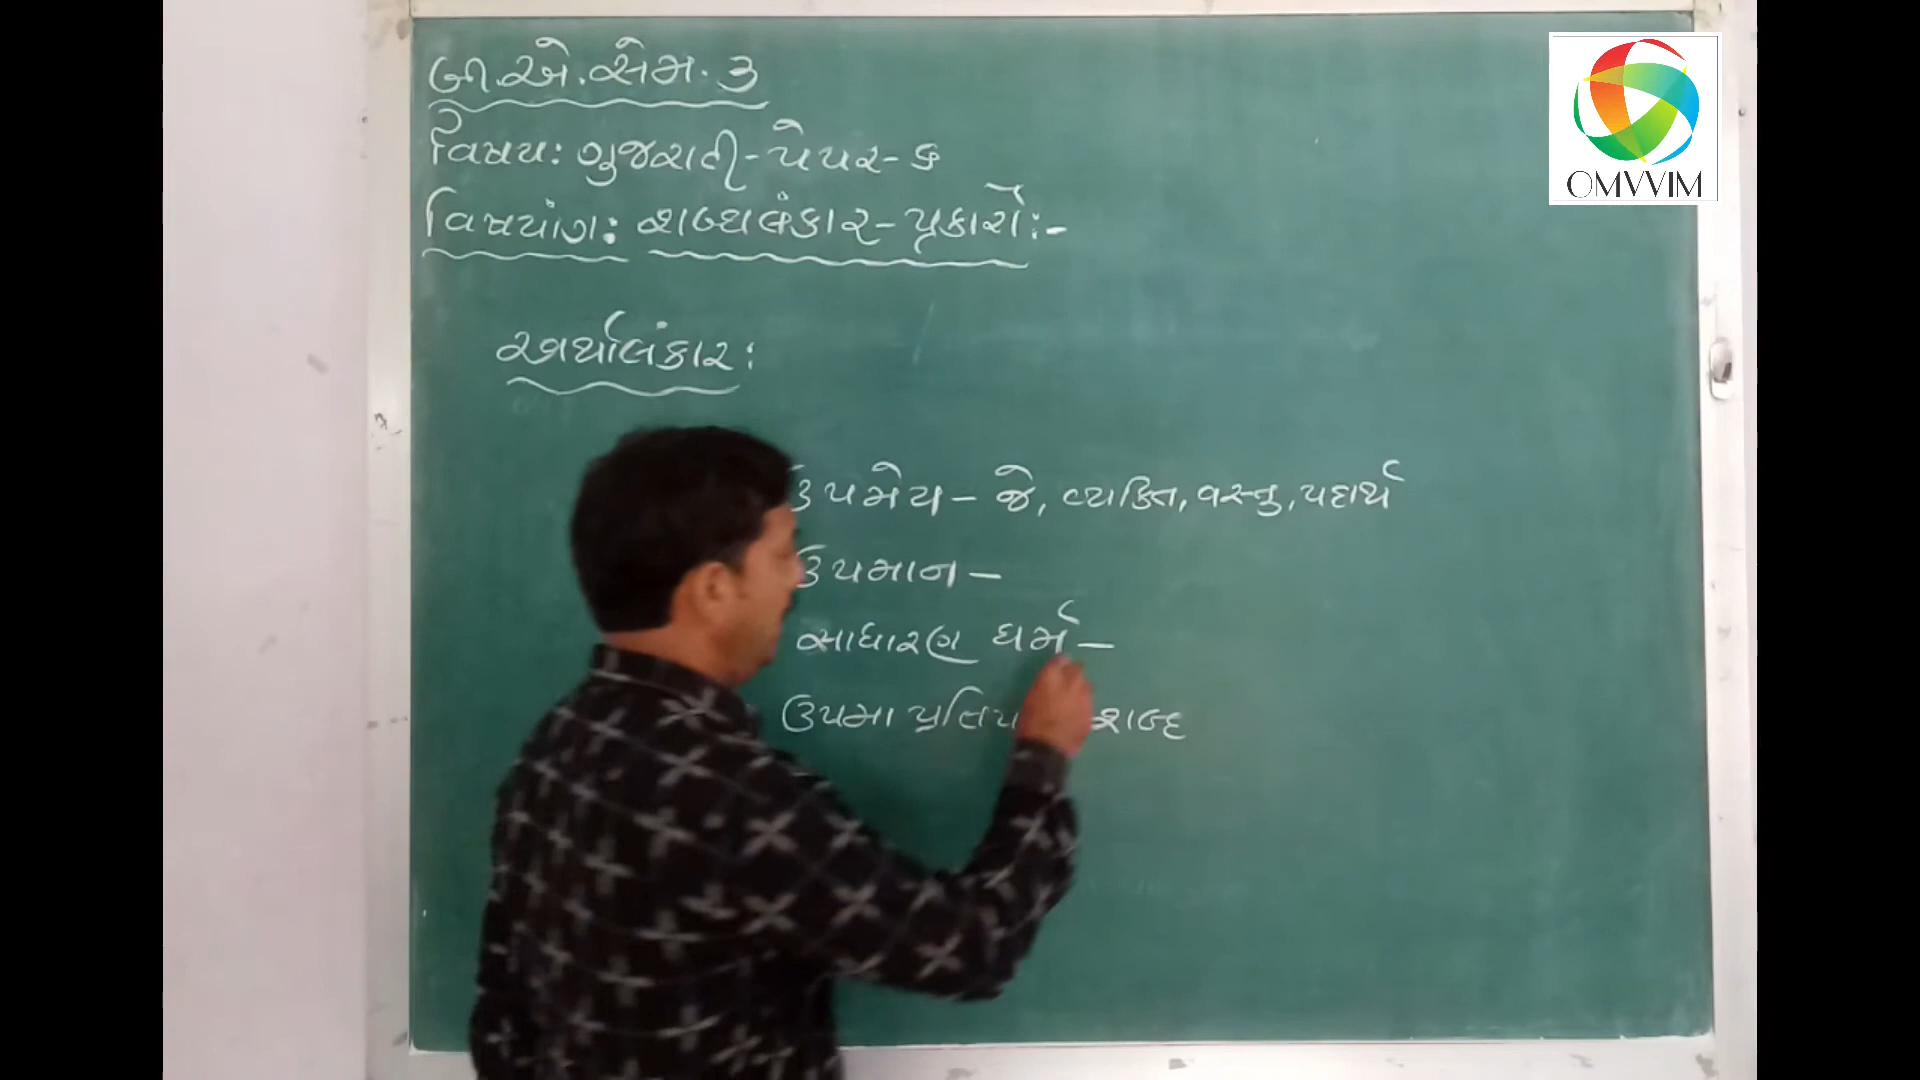 બી.એ.સેમ.૩
વિષય: ગુજરાતી-પેપર-૬
OMVVIM
વિષયાંગ: શબ્દાલંકાર-પ્રકારો:-
અર્થાલંકાર:
ઉપમેય - જે, વ્યક્તિ, વસ્તુ, પદાર્થ
ઉપમાન -
સાધારણ ધર્મ -
ઉપમા શબ્દ